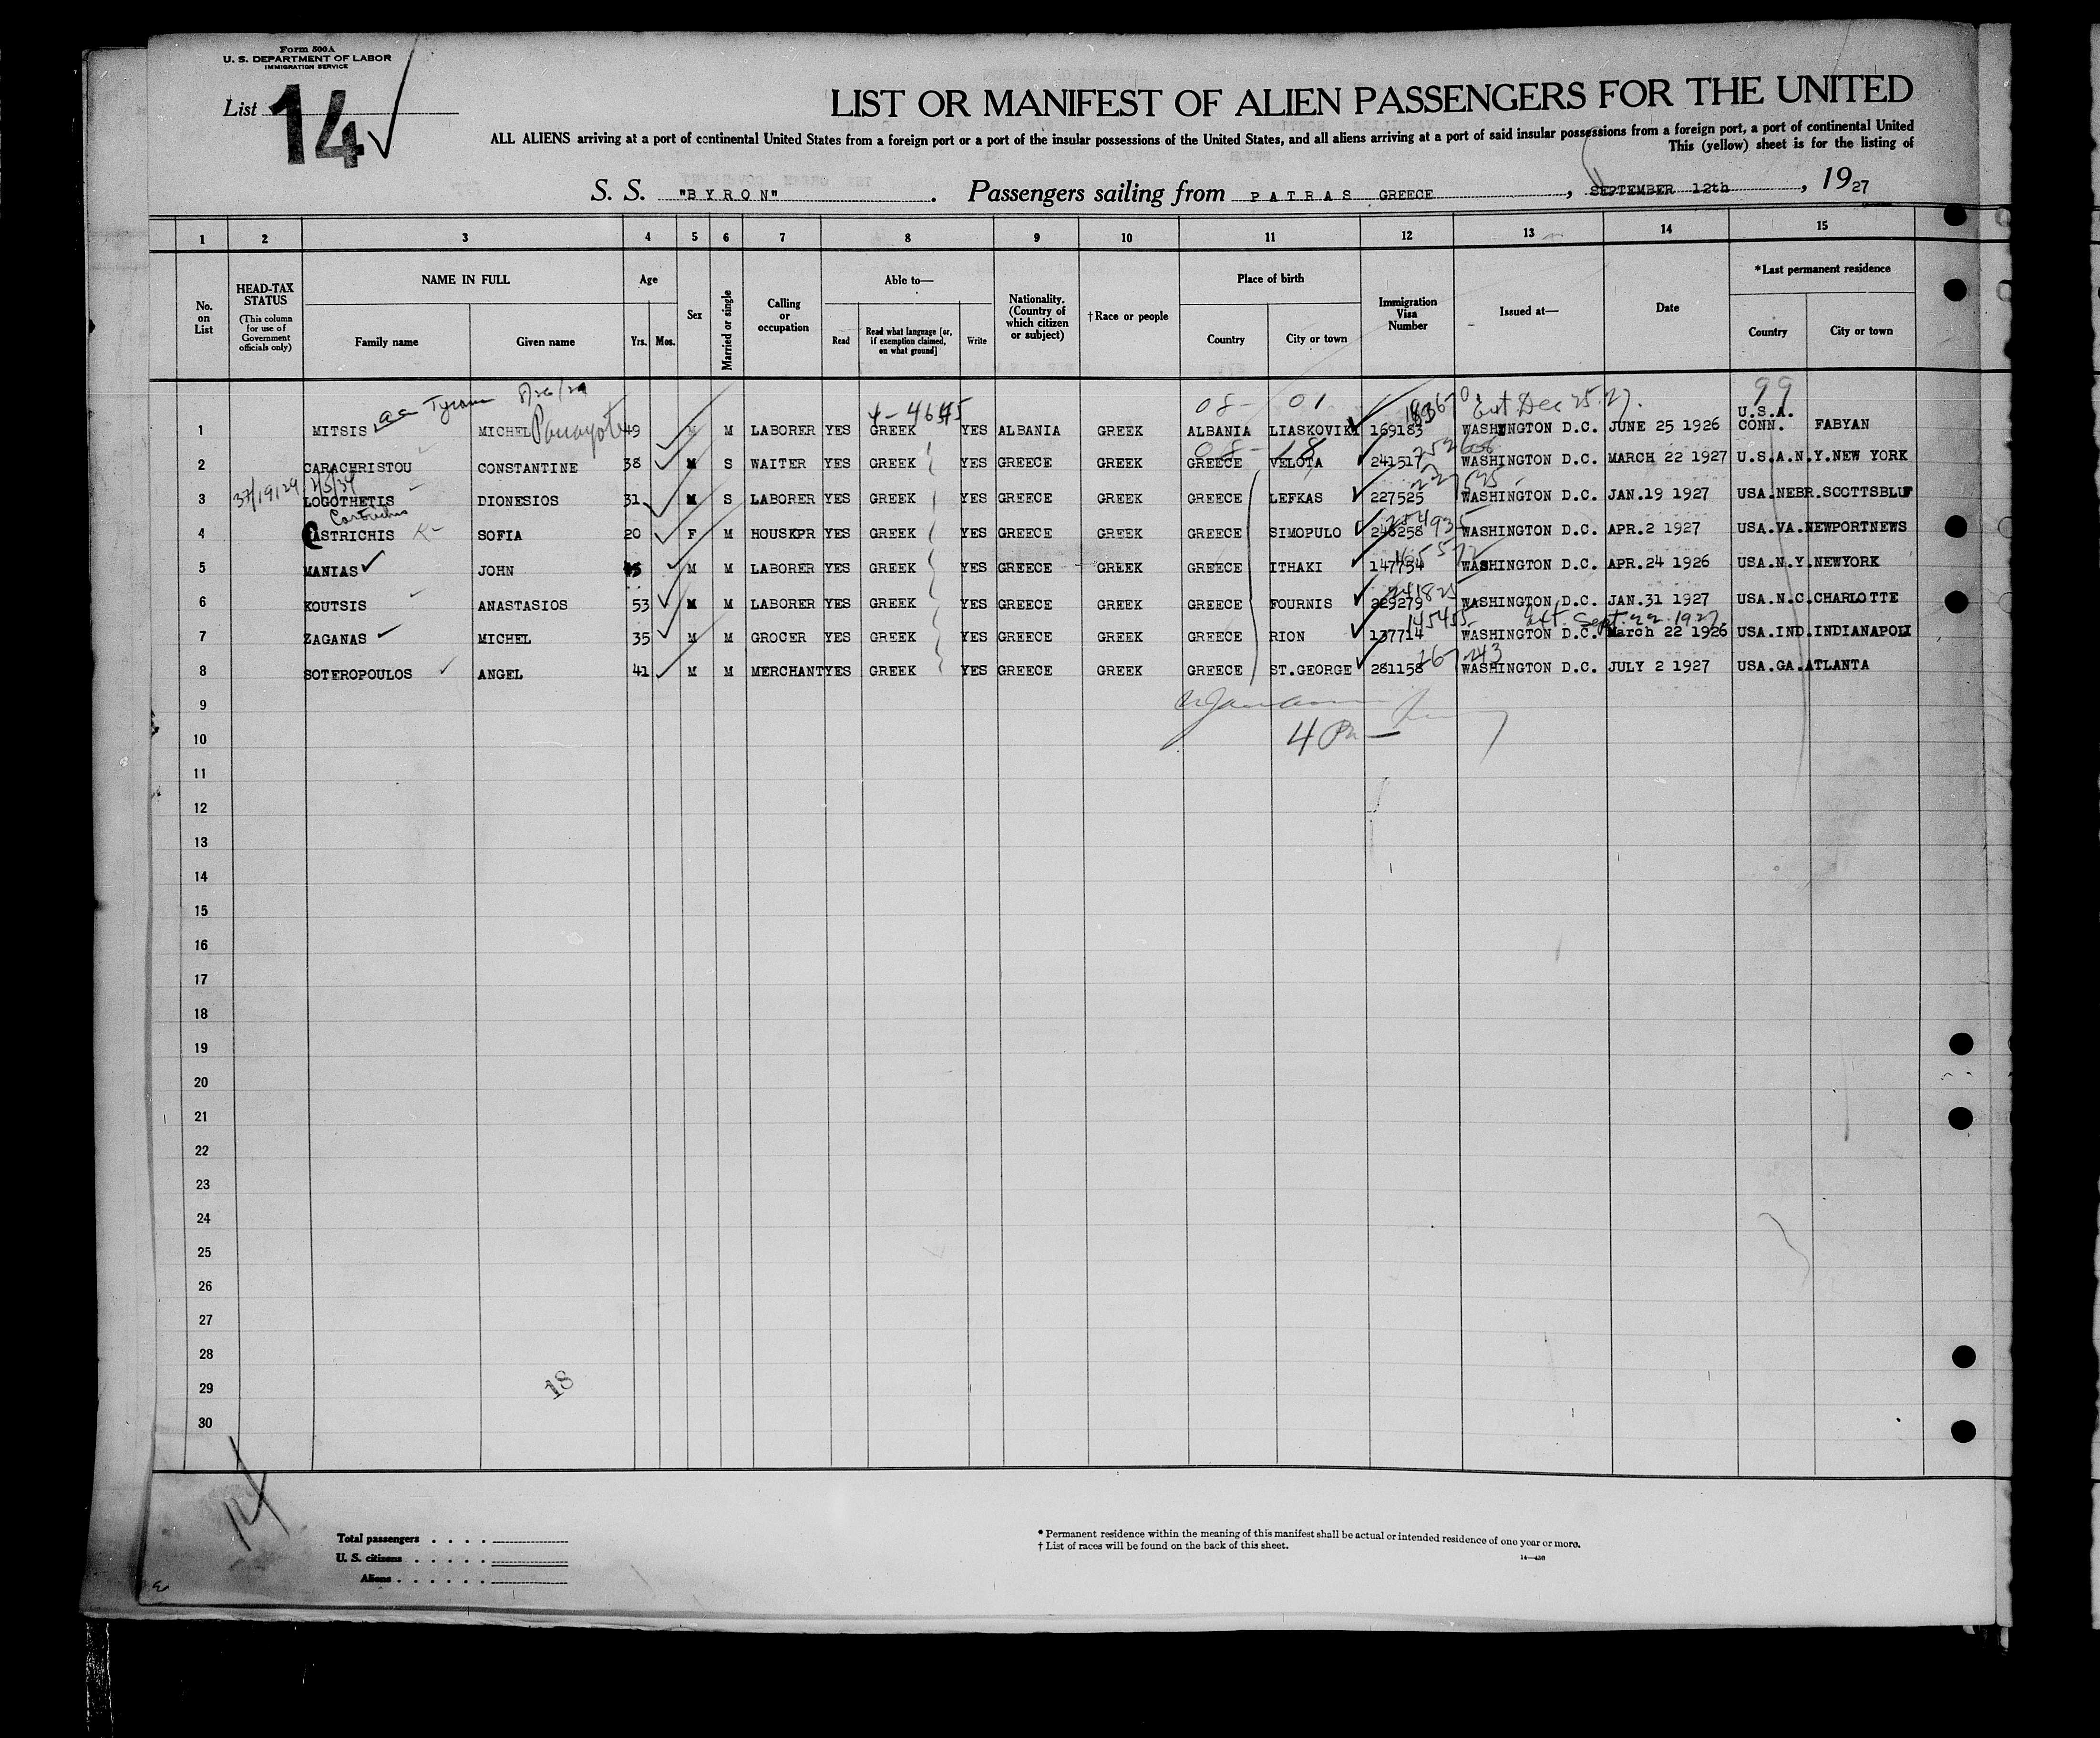 Form 500A
U. S. DEPARTMENT OF LABOR
IMMIGRATION SERVICE
List 14
LIST OR MANIFEST OF ALIEN PASSENGERS FOR THE UNITED
ALL ALIENS arriving at a port of continental United States from a foreign port or a port of the insular possessions of the United States, and all aliens arriving at a port of said insular possessions from a foreign port, a port of continental United
This (yellow) sheet is for the listing of
S. S. "BYRON". Passengers sailing from PATRAS GREECE, SEPTEMBER 12th, 1927
1 2 3 4 5 6 7 8 9 10 11 12 13 14 15
No. on List
HEAD-TAX STATUS
(This column for use of Government officials only)
NAME IN FULL
Family name
Given name
Age
Yrs. Mos.
Sex
Married or single
Calling or occupation
Able to—
Read
Read what language [or, if exemption claimed, on what ground]
Write
Nationality. (Country of which citizen or subject)
†Race or people
Place of birth
Country
City or town
Immigration Visa Number
Issued at—
Date
*Last permanent residence
Country
City or town
08- 01 Ext Dec 25.27. 99
1 MITSIS MICHEL Panayote 49 M M LABORER YES GREEK YES ALBANIA GREEK ALBANIA LIASKOVIKI 169183 WASHINGTON D.C. JUNE 25 1926 U.S.A. CONN. FABYAN
08- 18
2 CARACHRISTOU CONSTANTINE 38 M S WAITER YES GREEK YES GREECE GREEK GREECE VELOTA 241517 WASHINGTON D.C. MARCH 22 1927 U.S.A.N.Y.NEW YORK
3 LOGOTHETIS DIONESIOS 31 M S LABORER YES GREEK YES GREECE GREEK GREECE LEFKAS 227525 WASHINGTON D.C. JAN.19 1927 USA.NEBR.SCOTTSBLUF
4 CASTRICHIS SOFIA 20 F M HOUSKPR YES GREEK YES GREECE GREEK GREECE SIMOPULO 248258 WASHINGTON D.C. APR.2 1927 USA.VA.NEWPORTNEWS
5 MANIAS JOHN M M LABORER YES GREEK YES GREECE GREEK GREECE ITHAKI 147754 WASHINGTON D.C. APR.24 1926 USA.N.Y.NEWYORK
6 KOUTSIS ANASTASIOS 53 M M LABORER YES GREEK YES GREECE GREEK GREECE FOURNIS 229279 WASHINGTON D.C. JAN.31 1927 USA.N.C.CHARLOTTE
Ext. Sept. 22. 1927
7 ZAGANAS MICHEL 35 M M GROCER YES GREEK YES GREECE GREEK GREECE RION 137714 WASHINGTON D.C. March 22 1926 USA.IND.INDIANAPOLI
8 SOTEROPOULOS ANGEL 41 M M MERCHANT YES GREEK YES GREECE GREEK GREECE ST.GEORGE 281158 WASHINGTON D.C. JULY 2 1927 USA.GA.ATLANTA
9
10
11
12
13
14
15
16
17
18
19
20
21
22
23
24
25
26
27
28
29
30
18
14
Total passengers
U. S. citizens
Aliens
* Permanent residence within the meaning of this manifest shall be actual or intended residence of one year or more.
† List of races will be found on the back of this sheet.
14—430